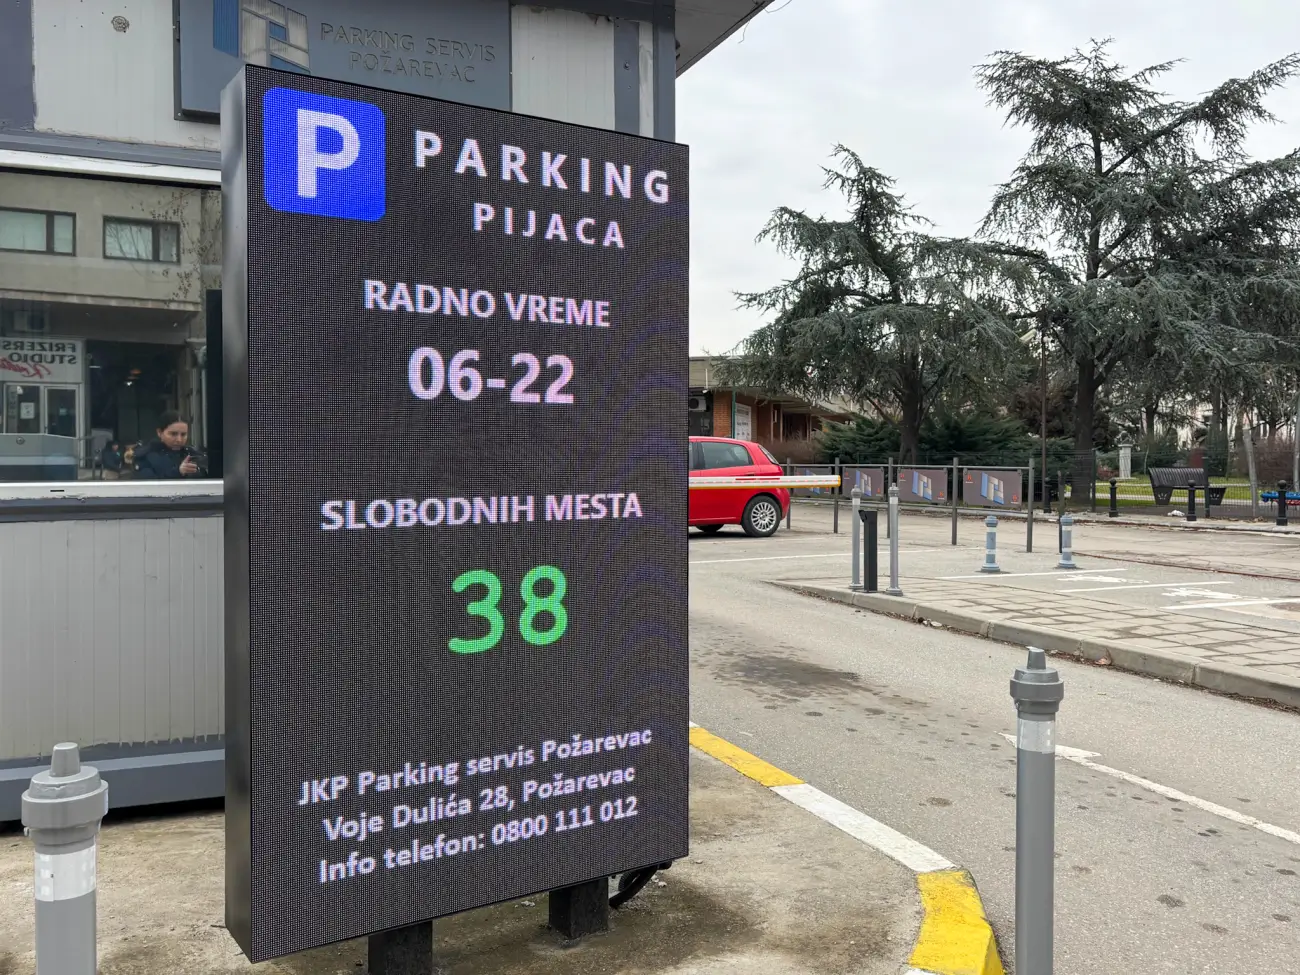 PARKING SERVIS
POŽAREVAC
P
PARKING
PIJACA
RADNO VREME
06-22
SLOBODNIH MESTA
38
JKP Parking servis Požarevac
Voje Dulića 28, Požarevac
Info telefon: 0800 111 012
FRIZERS
STUDIO